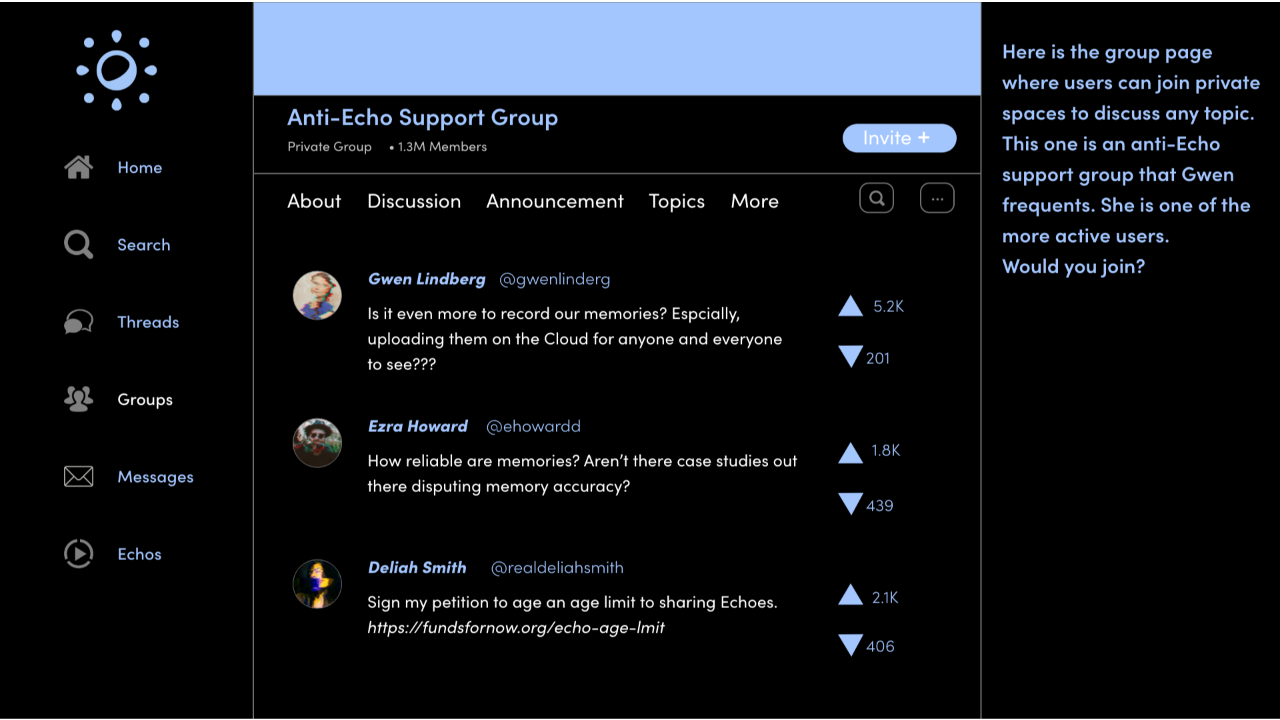 Home
Search
Threads
Groups
Messages
Echos
Anti-Echo Support Group
Private Group • 1.3M Members
Invite +
About Discussion Announcement Topics More
...
Gwen Lindberg @gwenlinderg
Is it even more to record our memories? Espcially,
uploading them on the Cloud for anyone and everyone
to see???
5.2K
201
Ezra Howard @ehowardd
How reliable are memories? Aren't there case studies out
there disputing memory accuracy?
1.8K
439
Deliah Smith @realdeliahsmith
Sign my petition to age an age limit to sharing Echoes.
https://fundsfornow.org/echo-age-lmit
2.1K
406
Here is the group page
where users can join private
spaces to discuss any topic.
This one is an anti-Echo
support group that Gwen
frequents. She is one of the
more active users.
Would you join?